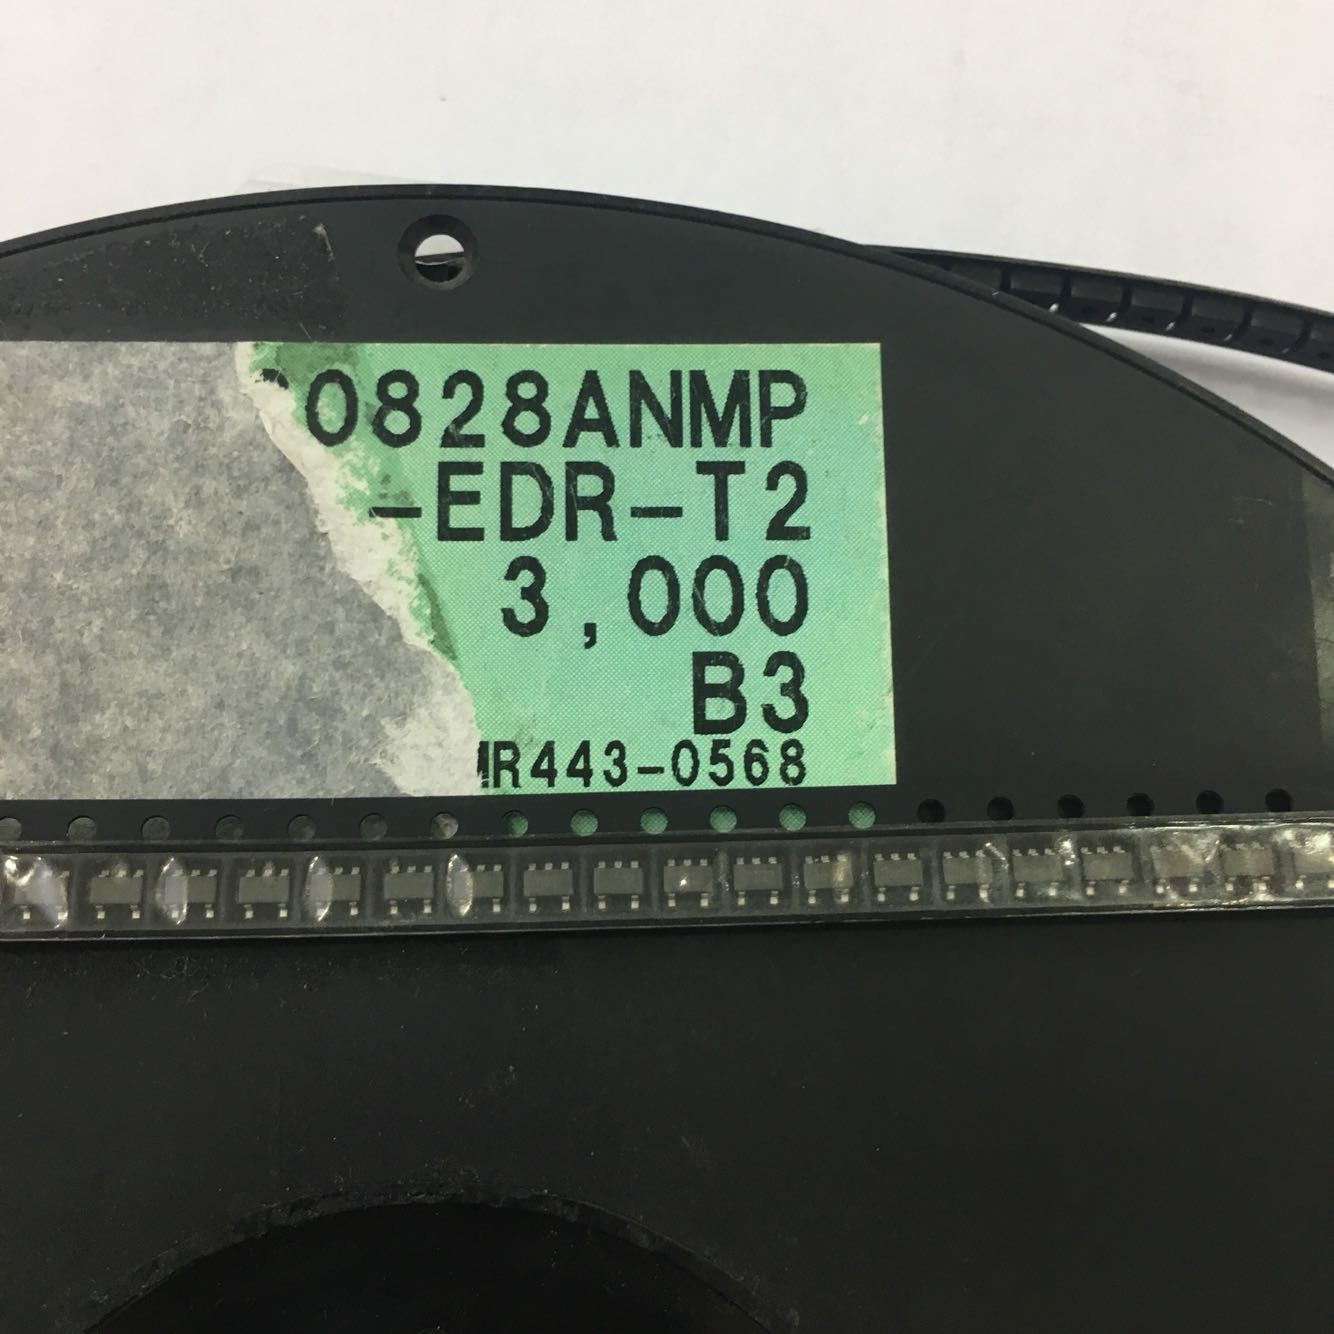 0828ANMP
-EDR-T2
3,000
B3
R443-0568